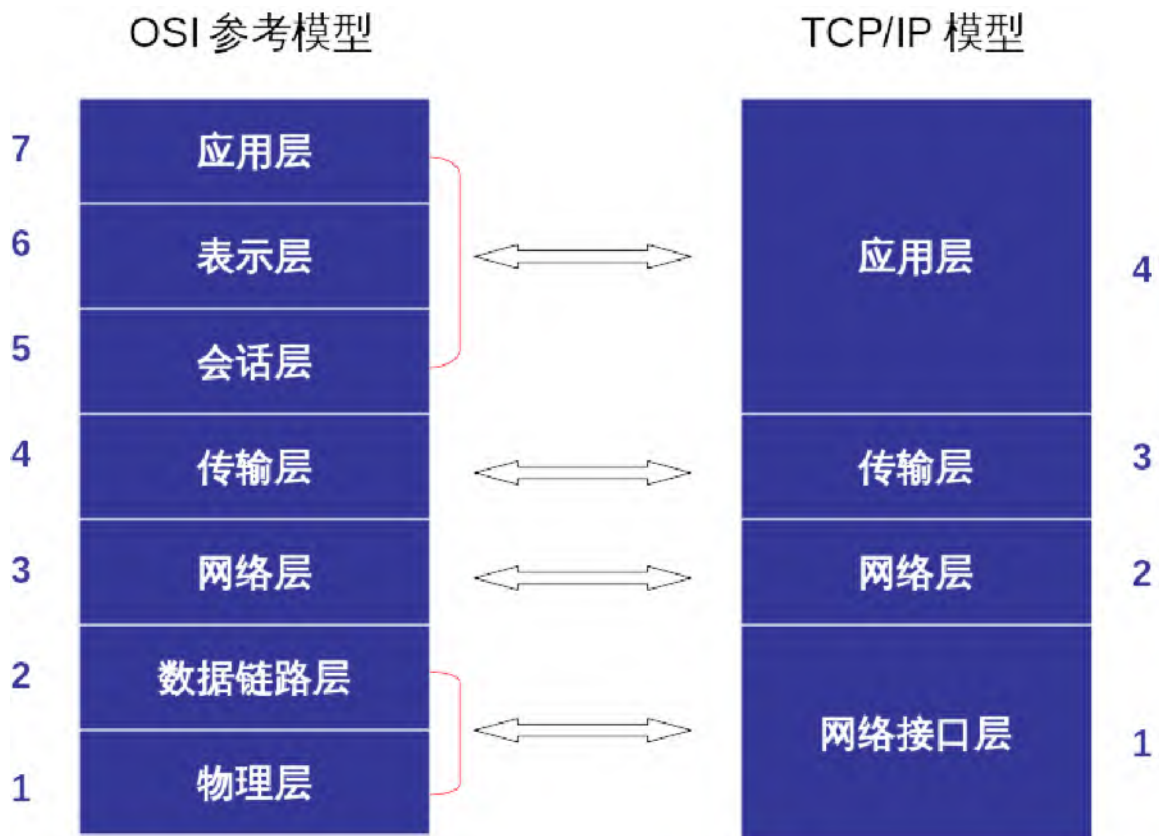 OSI 参考模型
TCP/IP 模型
7
应用层
6
表示层
5
会话层
4
传输层
3
网络层
2
数据链路层
1
物理层
应用层
4
传输层
3
网络层
2
网络接口层
1